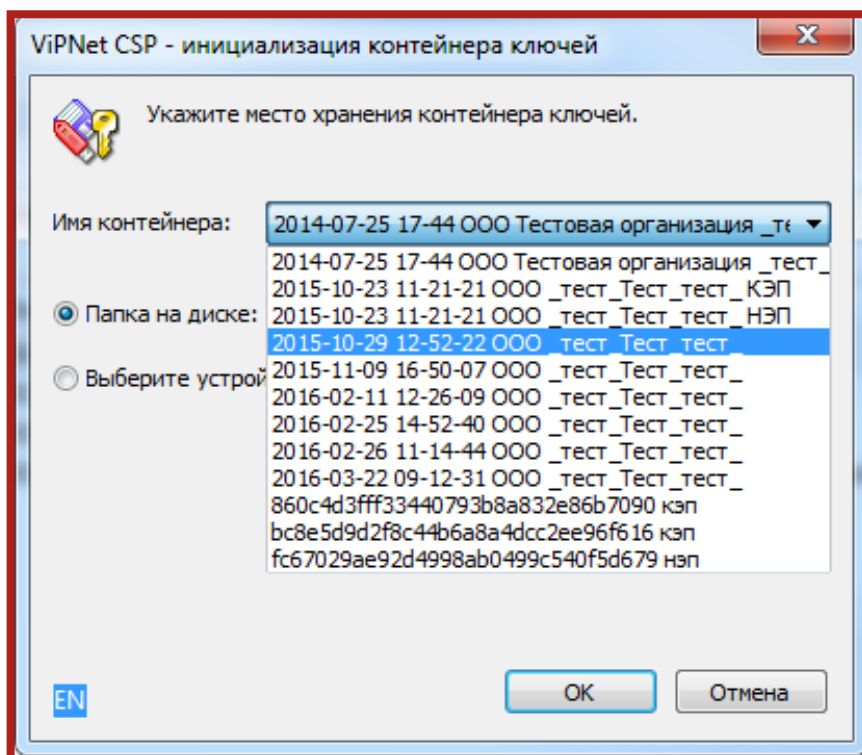 ViPNet CSP - инициализация контейнера ключей
Укажите место хранения контейнера ключей.
Имя контейнера:
2014-07-25 17-44 ООО Тестовая организация _те
2014-07-25 17-44 ООО Тестовая организация _тест_
2015-10-23 11-21-21 ООО _тест_Тест_тест_ КЭП
Папка на диске:
2015-10-23 11-21-21 ООО _тест_Тест_тест_ НЭП
2015-10-29 12-52-22 ООО _тест_Тест_тест_
2015-11-09 16-50-07 ООО _тест_Тест_тест_
Выберите устрой
2016-02-11 12-26-09 ООО _тест_Тест_тест_
2016-02-25 14-52-40 ООО _тест_Тест_тест_
2016-02-26 11-14-44 ООО _тест_Тест_тест_
2016-03-22 09-12-31 ООО _тест_Тест_тест_
860c4d3fff33440793b8a832e86b7090 кэп
bc8e5d9d2f8c44b6a8a4dcc2ee96f616 кэп
fc67029ae92d4998ab0499c540f5d679 нэп
EN
ОК
Отмена